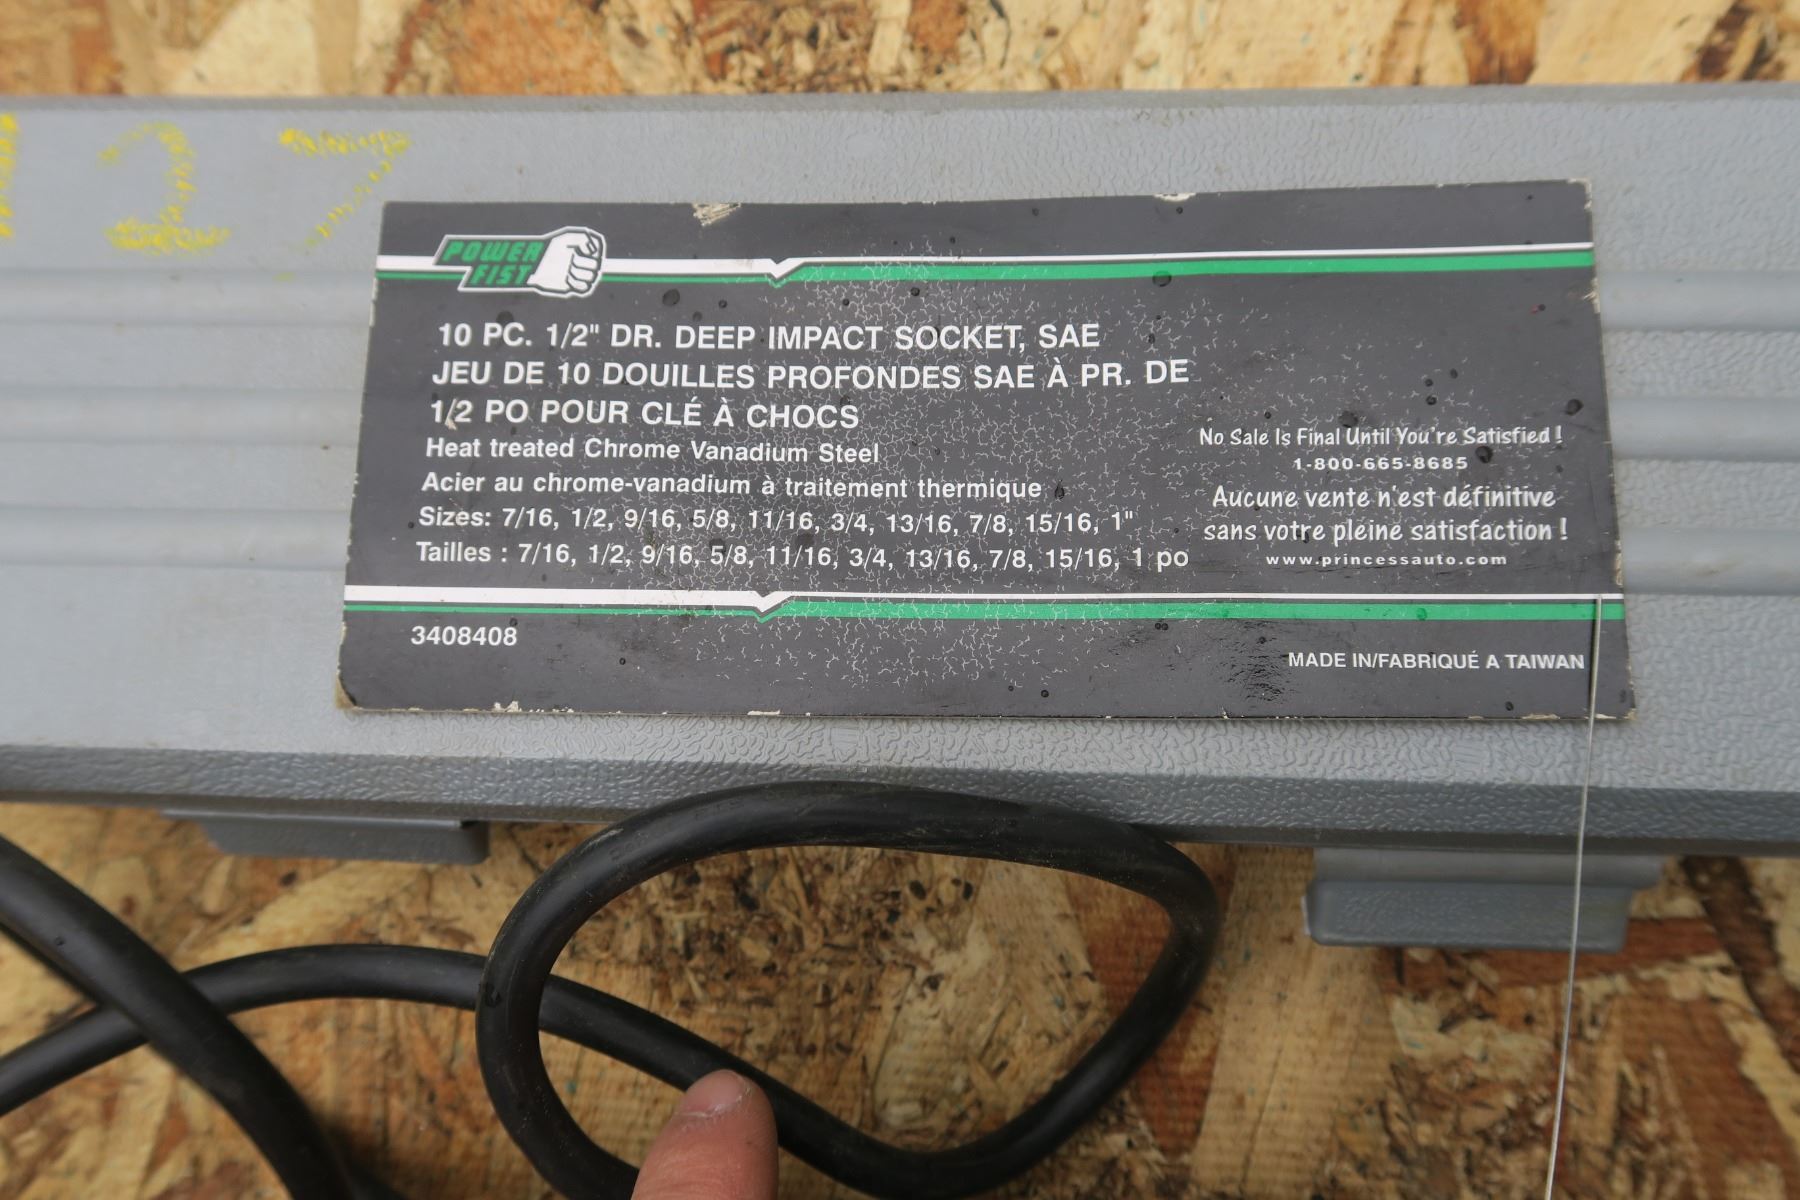 127
POWER
FIST
10 PC. 1/2" DR. DEEP IMPACT SOCKET, SAE
JEU DE 10 DOUILLES PROFONDES SAE À PR. DE
1/2 PO POUR CLÉ À CHOCS
Heat treated Chrome Vanadium Steel
Acier au chrome-vanadium à traitement thermique
Sizes: 7/16, 1/2, 9/16, 5/8, 11/16, 3/4, 13/16, 7/8, 15/16, 1"
Tailles : 7/16, 1/2, 9/16, 5/8, 11/16, 3/4, 13/16, 7/8, 15/16, 1 po
No Sale Is Final Until You're Satisfied !
1-800-665-8685
Aucune vente n'est définitive
sans votre pleine satisfaction !
www.princessauto.com
3408408
MADE IN/FABRIQUÉ A TAIWAN